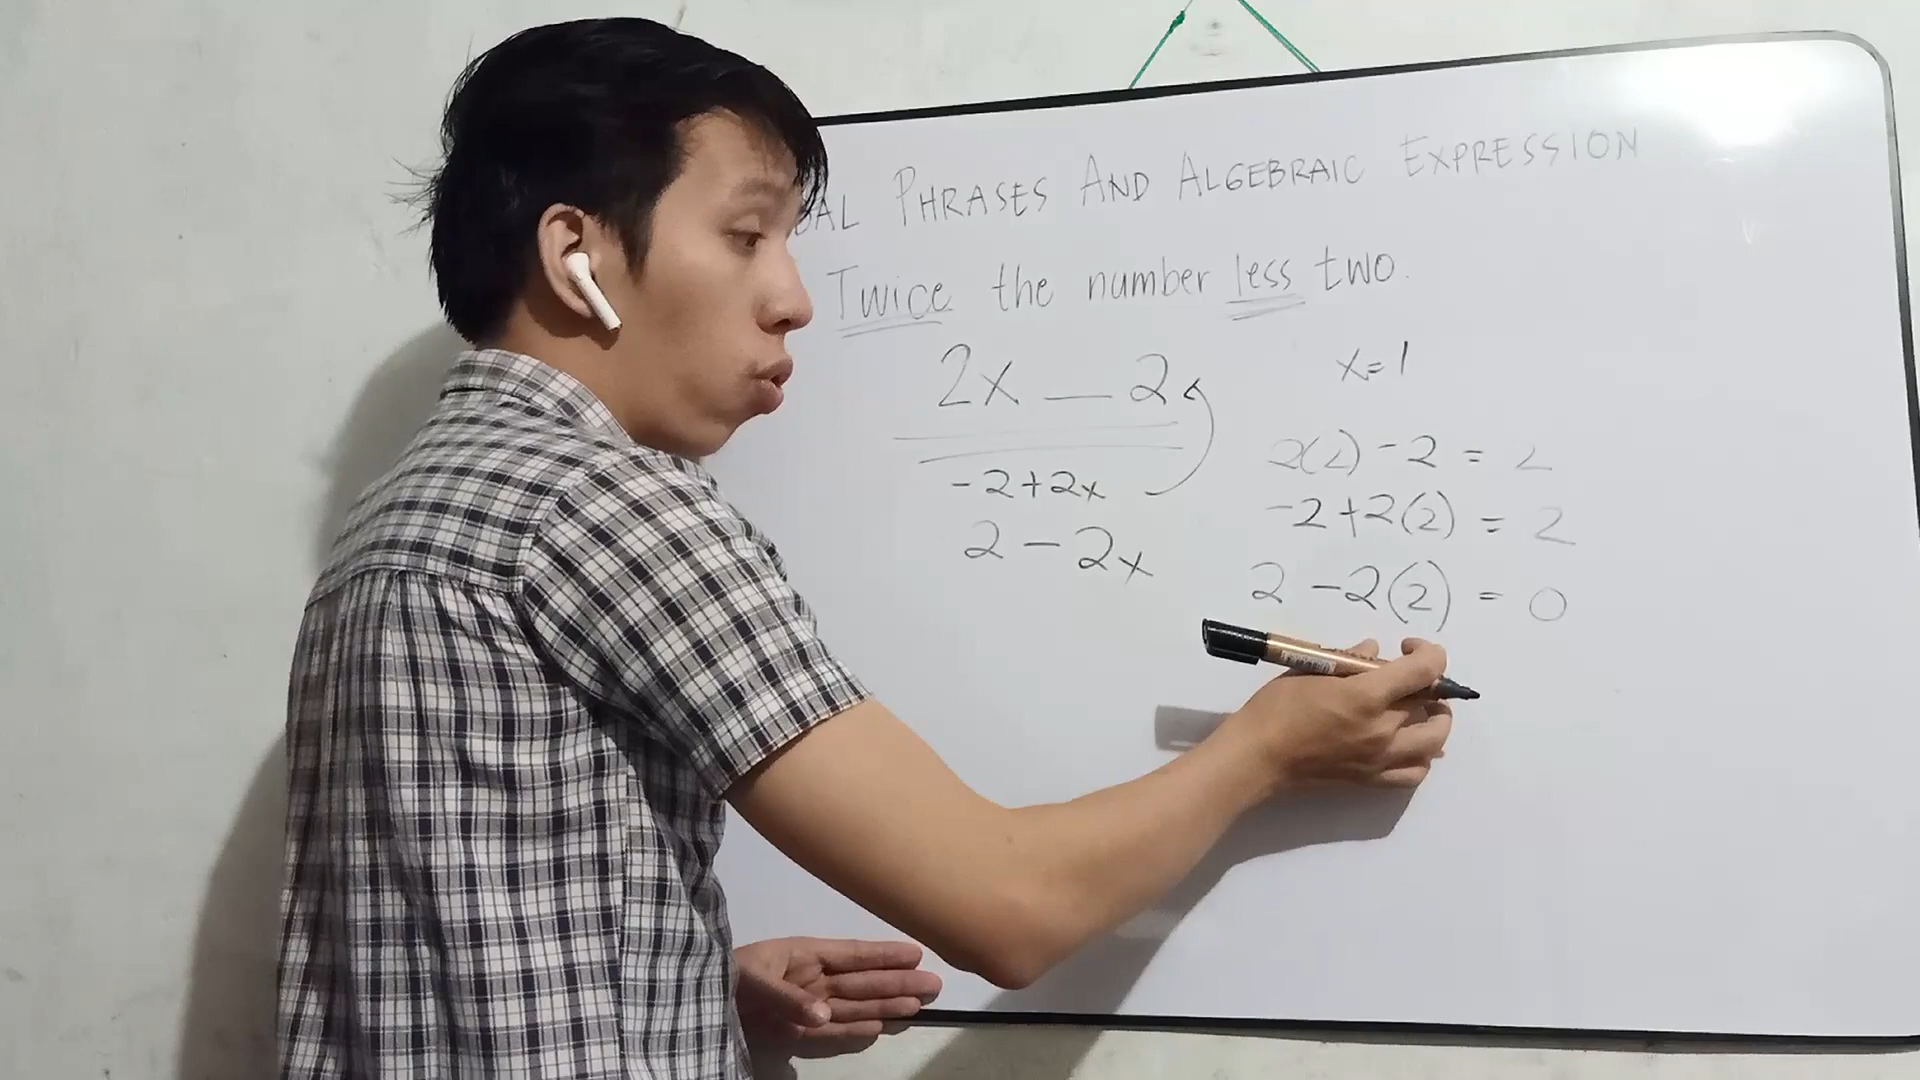 BAL PHRASES AND ALGEBRAIC EXPRESSION
Twice the number less two.
2x - 2
-2+2x
2 - 2x
x=1
2(2) - 2 = 2
-2+2(2) = 2
2 - 2(2) = 0